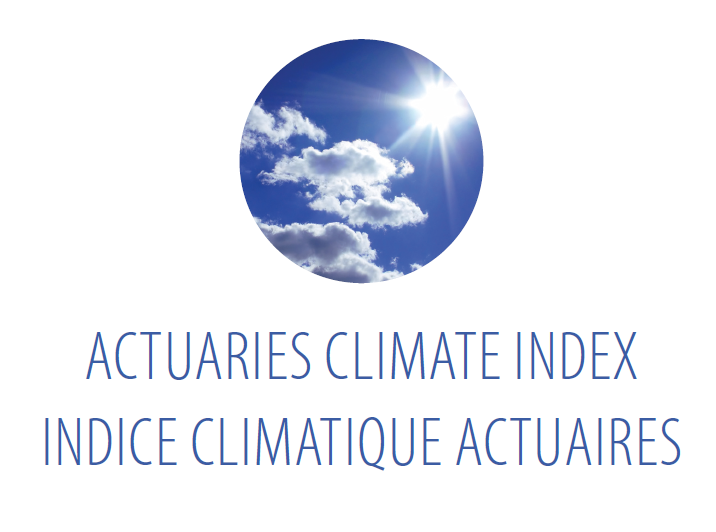 ACTUARIES CLIMATE INDEX
INDICE CLIMATIQUE ACTUAIRES